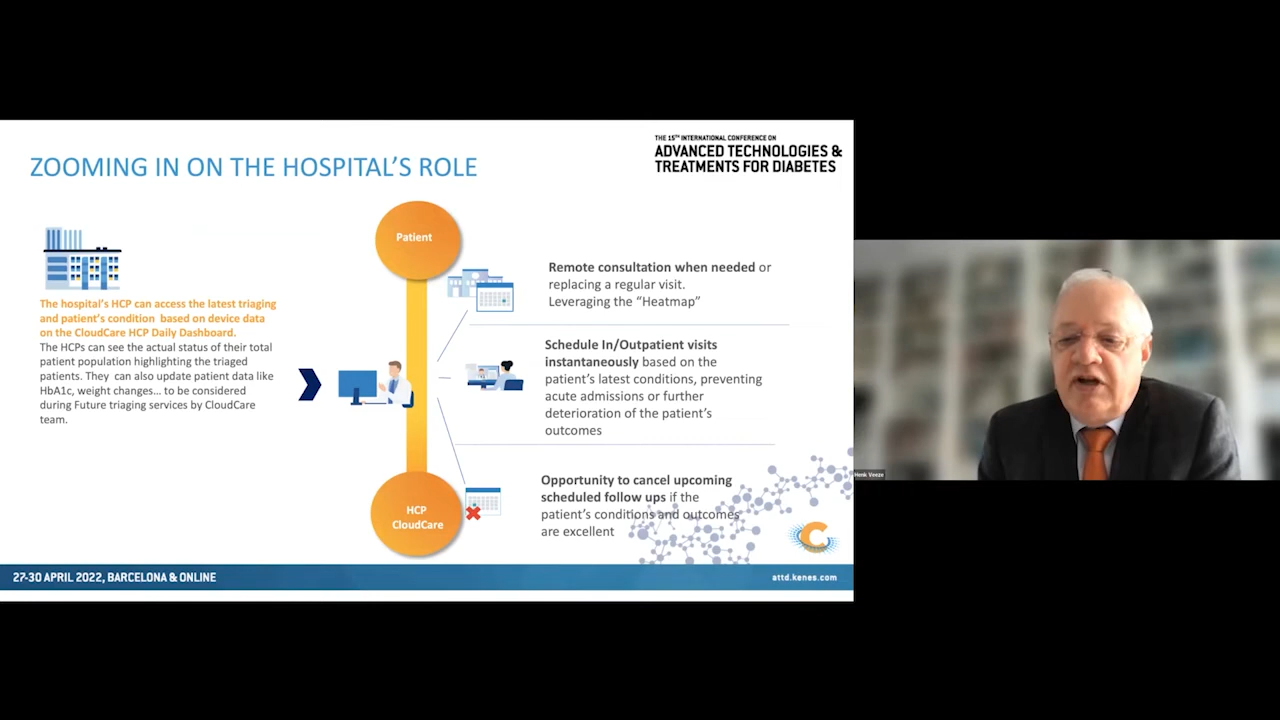 THE 15TH INTERNATIONAL CONFERENCE ON
ADVANCED TECHNOLOGIES &
TREATMENTS FOR DIABETES
ZOOMING IN ON THE HOSPITAL'S ROLE
The hospital's HCP can access the latest triaging
and patient's condition based on device data
on the CloudCare HCP Daily Dashboard.
The HCPs can see the actual status of their total
patient population highlighting the triaged
patients. They can also update patient data like
HbA1c, weight changes... to be considered
during Future triaging services by CloudCare
team.
Patient
HCP
CloudCare
Remote consultation when needed or
replacing a regular visit.
Leveraging the “Heatmap”
Schedule In/Outpatient visits
instantaneously based on the
patient's latest conditions, preventing
acute admissions or further
deterioration of the patient's
outcomes
Opportunity to cancel upcoming
scheduled follow ups if the
patient's conditions and outcomes
are excellent
C
27-30 APRIL 2022, BARCELONA & ONLINE
attd.kenes.com
Henk Veeze